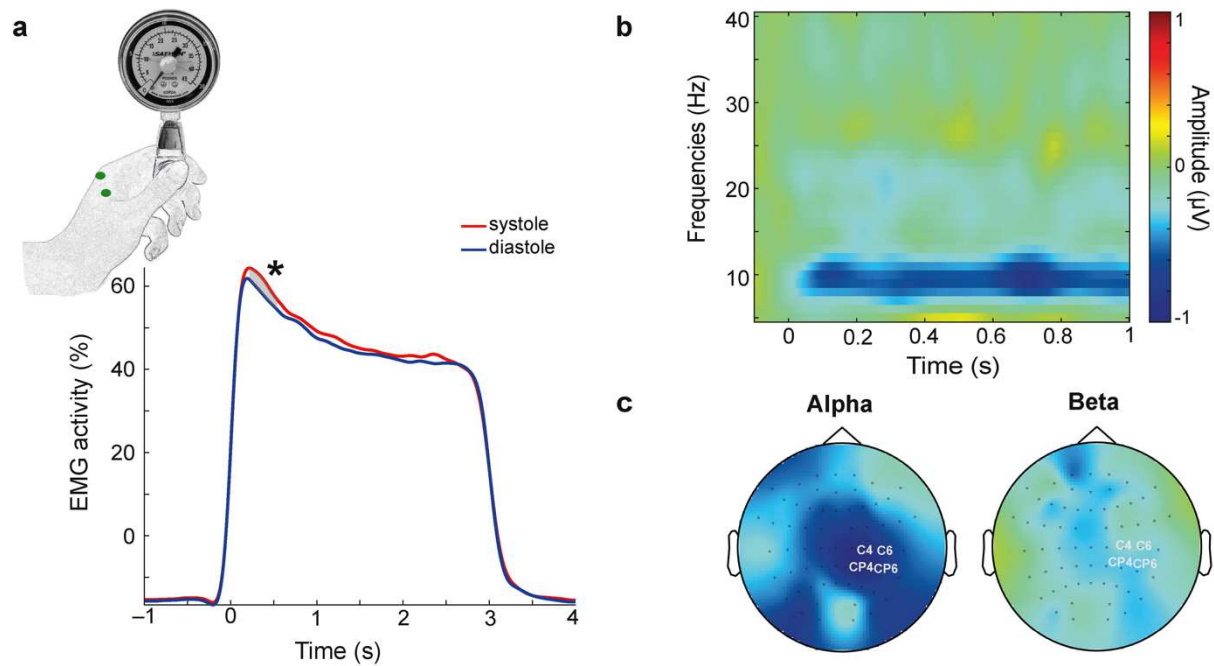 a
b
c
SAEHAN
systole
diastole
*
EMG activity (%)
60
40
20
0
−1
0
1
2
3
4
Time (s)
Frequencies (Hz)
40
30
20
10
0
0.2
0.4
0.6
0.8
1
Time (s)
1
0
-1
Amplitude (µV)
Alpha
C4 C6
CP4CP6
Beta
C4 C6
CP4CP6